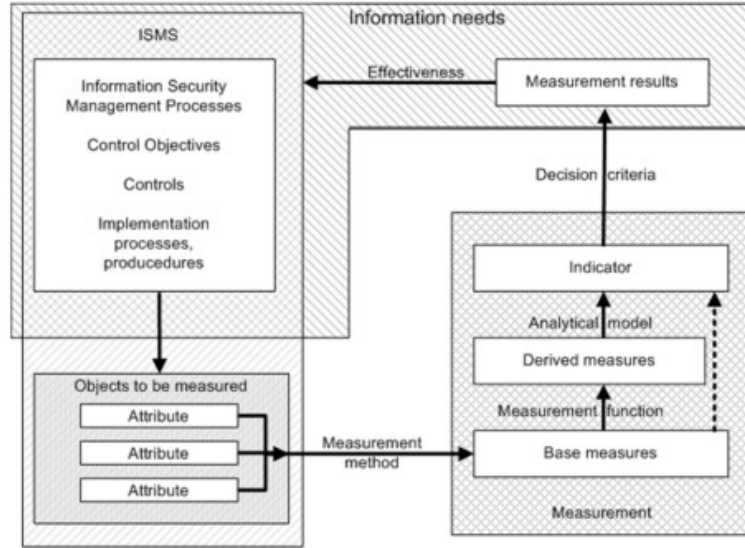 Information needs
ISMS
Information Security
Management Processes
Control Objectives
Controls
Implementation
processes,
producedures
Effectiveness
Measurement results
Decision criteria
Indicator
Analytical model
Derived measures
Measurement function
Base measures
Measurement
Objects to be measured
Attribute
Attribute
Attribute
Measurement
method